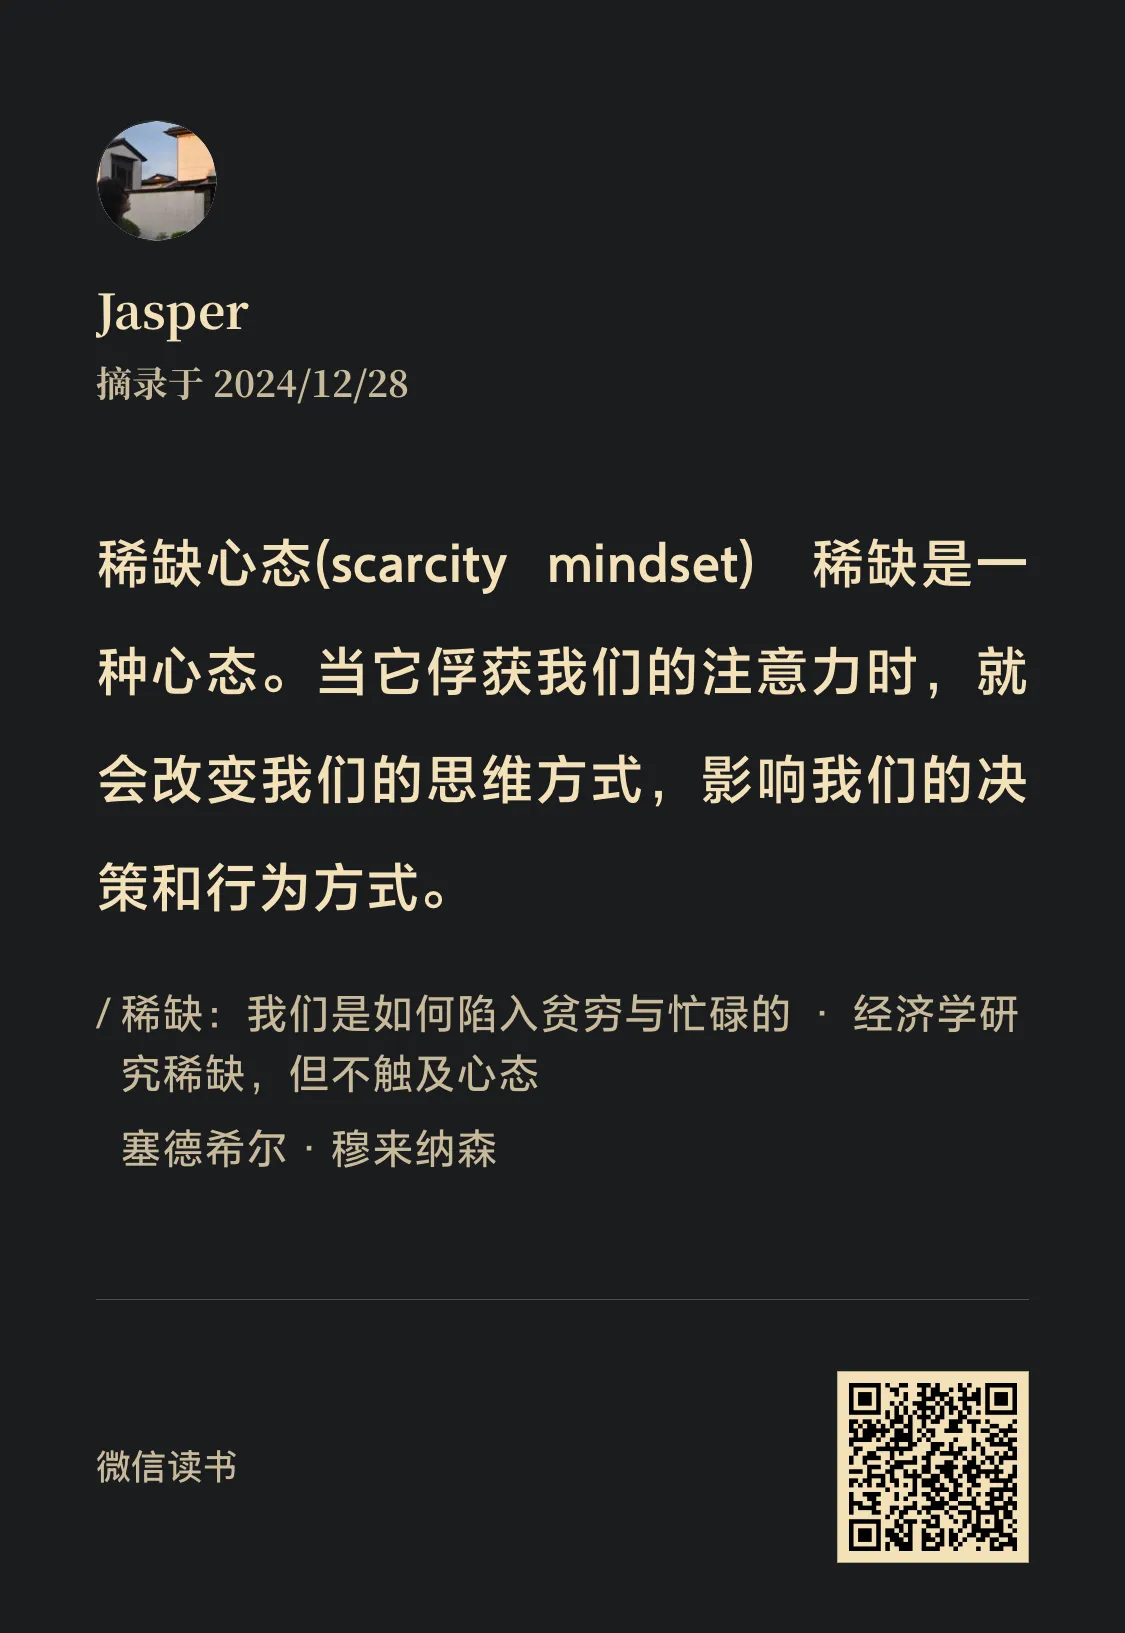 Jasper
摘录于 2024/12/28
稀缺心态(scarcity mindset) 稀缺是一
种心态。当它俘获我们的注意力时，就
会改变我们的思维方式，影响我们的决
策和行为方式。
/ 稀缺：我们是如何陷入贫穷与忙碌的 · 经济学研
究稀缺，但不触及心态
塞德希尔 · 穆来纳森
微信读书